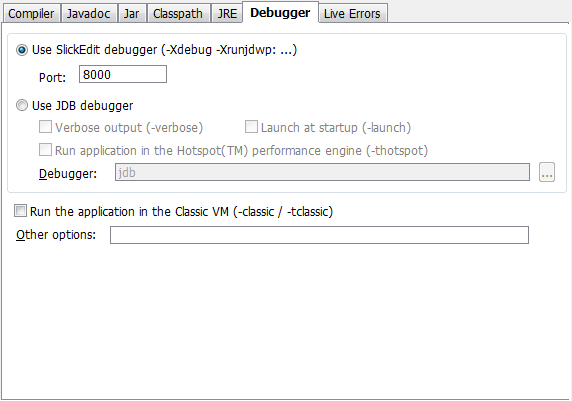 Compiler Javadoc Jar Classpath JRE Debugger Live Errors
Use SlickEdit debugger (-Xdebug -Xrunjdwp: ...)
Port: 8000
Use JDB debugger
Verbose output (-verbose) Launch at startup (-launch)
Run application in the Hotspot(TM) performance engine (-thotspot)
Debugger: jdb ...
Run the application in the Classic VM (-classic / -tclassic)
Other options: